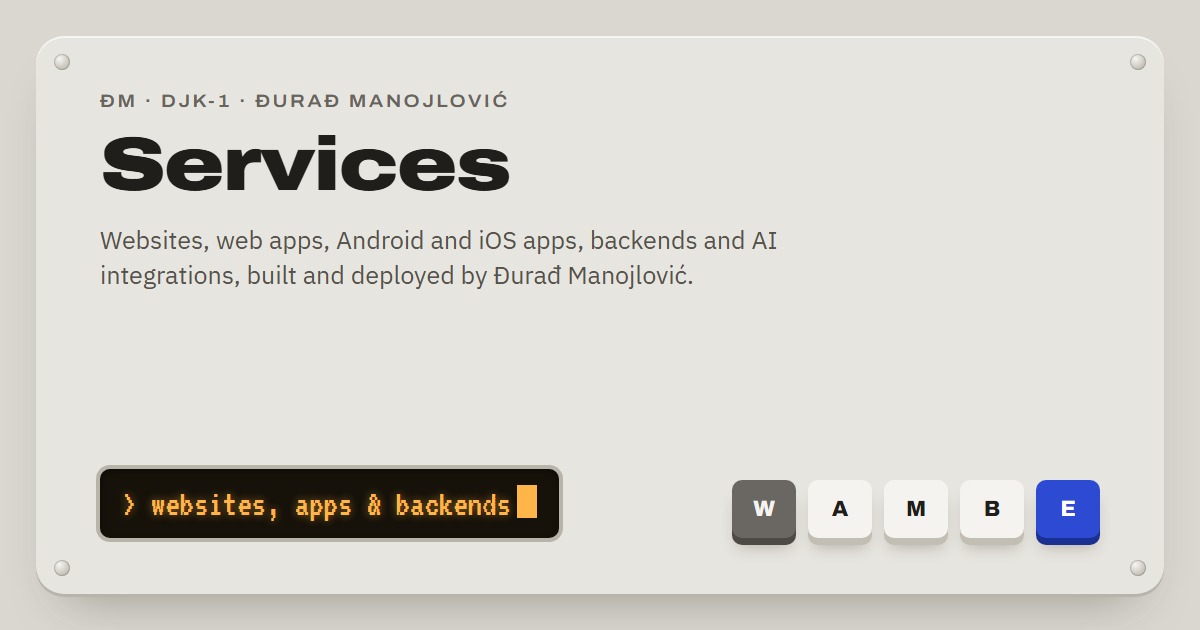 ĐM · DJK-1 · ĐURAĐ MANOJLOVIĆ
Services
Websites, web apps, Android and iOS apps, backends and AI
integrations, built and deployed by Đurađ Manojlović.
> websites, apps & backends
W A M B E